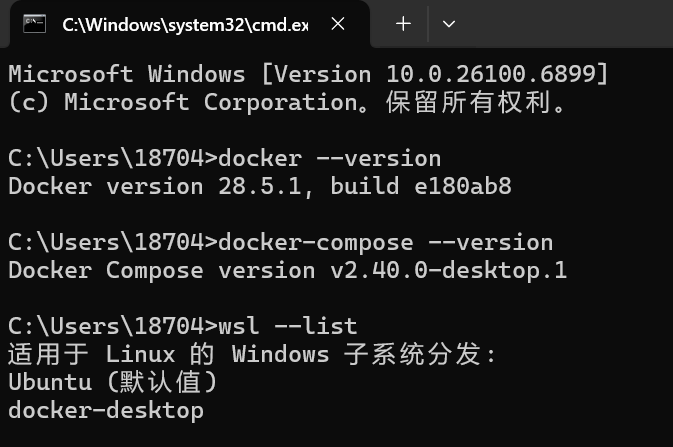 C:\Windows\system32\cmd.ex
Microsoft Windows [Version 10.0.26100.6899]
(c) Microsoft Corporation。保留所有权利。
C:\Users\18704>docker --version
Docker version 28.5.1, build e180ab8
C:\Users\18704>docker-compose --version
Docker Compose version v2.40.0-desktop.1
C:\Users\18704>wsl --list
适用于 Linux 的 Windows 子系统分发:
Ubuntu (默认值)
docker-desktop